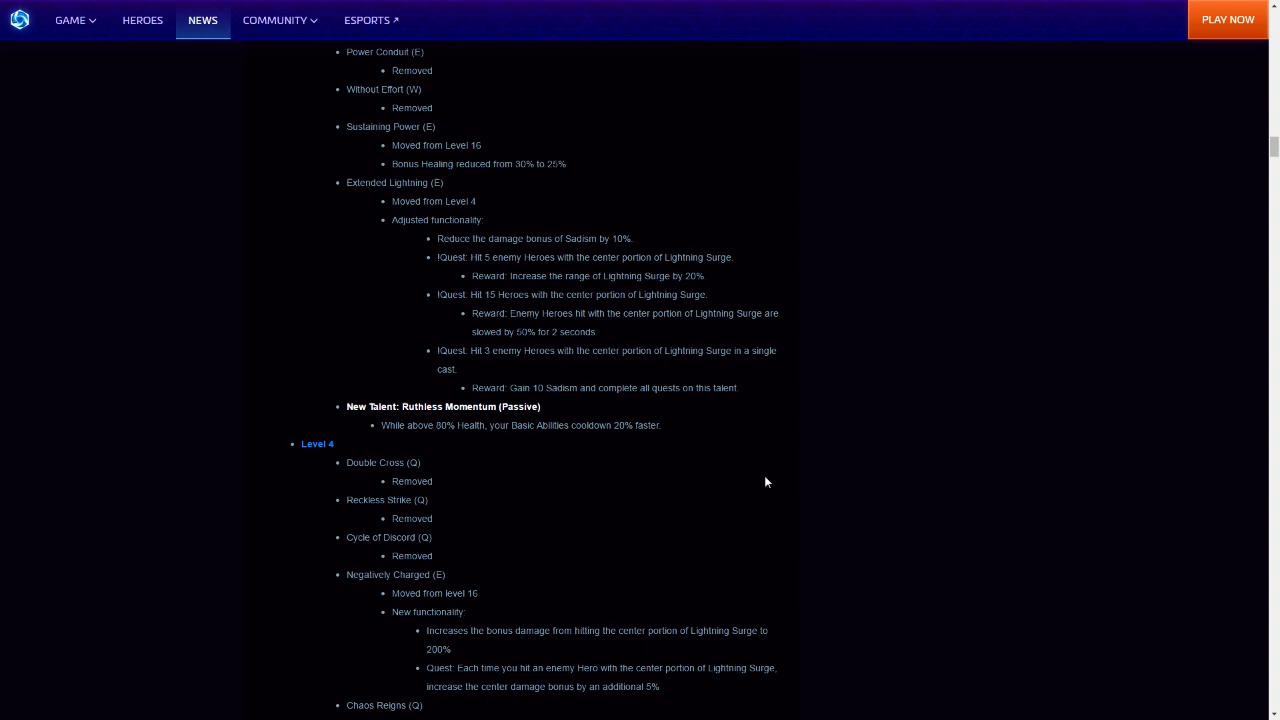 GAME HEROES NEWS COMMUNITY ESPORTS PLAY NOW
Power Conduit (E)
Removed
Without Effort (W)
Removed
Sustaining Power (E)
Moved from Level 16
Bonus Healing reduced from 30% to 25%
Extended Lightning (E)
Moved from Level 4
Adjusted functionality:
Reduce the damage bonus of Sadism by 10%.
!Quest: Hit 5 enemy Heroes with the center portion of Lightning Surge.
Reward: Increase the range of Lightning Surge by 20%.
!Quest: Hit 15 Heroes with the center portion of Lightning Surge.
Reward: Enemy Heroes hit with the center portion of Lightning Surge are
slowed by 50% for 2 seconds.
!Quest: Hit 3 enemy Heroes with the center portion of Lightning Surge in a single
cast.
Reward: Gain 10 Sadism and complete all quests on this talent.
New Talent: Ruthless Momentum (Passive)
While above 80% Health, your Basic Abilities cooldown 20% faster.
Level 4
Double Cross (Q)
Removed
Reckless Strike (Q)
Removed
Cycle of Discord (Q)
Removed
Negatively Charged (E)
Moved from level 16
New functionality:
Increases the bonus damage from hitting the center portion of Lightning Surge to
200%
Quest: Each time you hit an enemy Hero with the center portion of Lightning Surge,
increase the center damage bonus by an additional 5%
Chaos Reigns (Q)